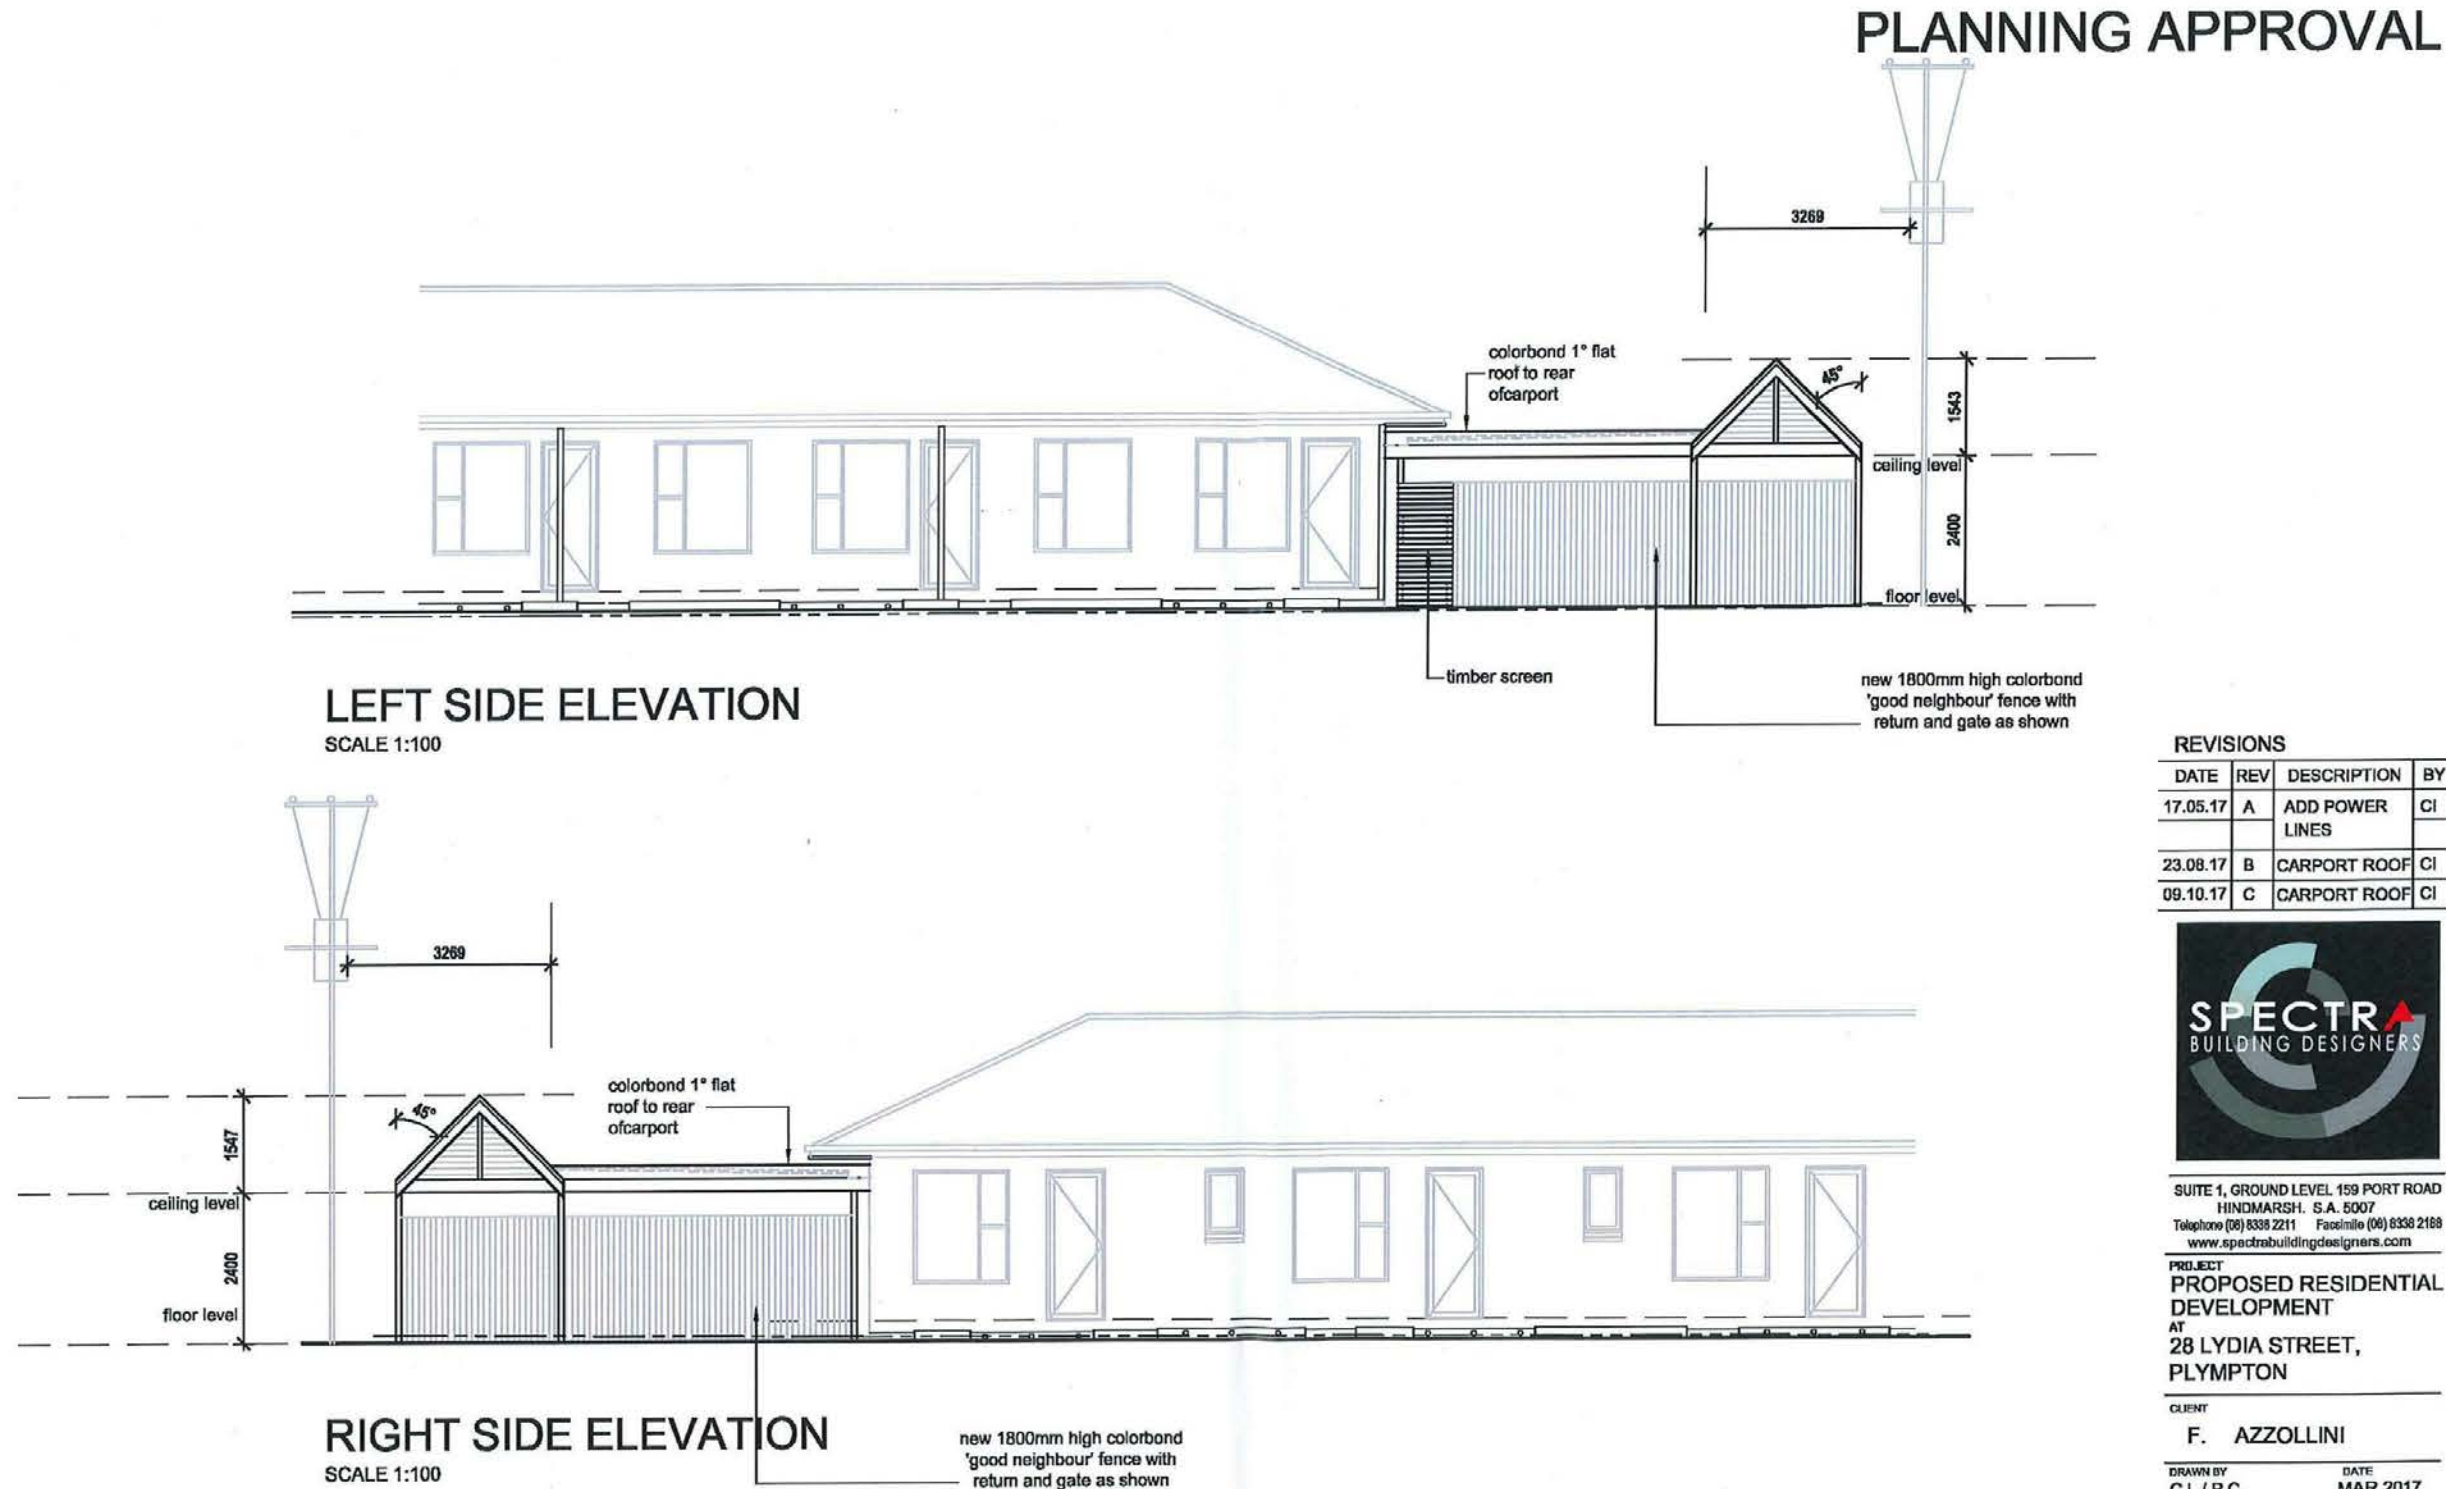 PLANNING APPROVAL
3269
colorbond 1° flat
roof to rear
ofcarport
45°
1543
ceiling level
2400
floor level
timber screen
new 1800mm high colorbond
'good neighbour' fence with
return and gate as shown
LEFT SIDE ELEVATION
SCALE 1:100
3269
colorbond 1° flat
roof to rear
ofcarport
45°
1547
ceiling level
2400
floor level
RIGHT SIDE ELEVATION
SCALE 1:100
new 1800mm high colorbond
'good neighbour' fence with
return and gate as shown
REVISIONS
DATE REV DESCRIPTION BY
17.05.17 A ADD POWER CI
LINES
23.08.17 B CARPORT ROOF CI
09.10.17 C CARPORT ROOF CI
SPECTRA
BUILDING DESIGNERS
SUITE 1, GROUND LEVEL 159 PORT ROAD
HINDMARSH. S.A. 5007
Telephone (08) 8338 2211 Facsimile (08) 8338 2188
www.spectrabuildingdesigners.com
PROJECT
PROPOSED RESIDENTIAL
DEVELOPMENT
AT
28 LYDIA STREET,
PLYMPTON
CLIENT
F. AZZOLLINI
DRAWN BY DATE
MAR 2017